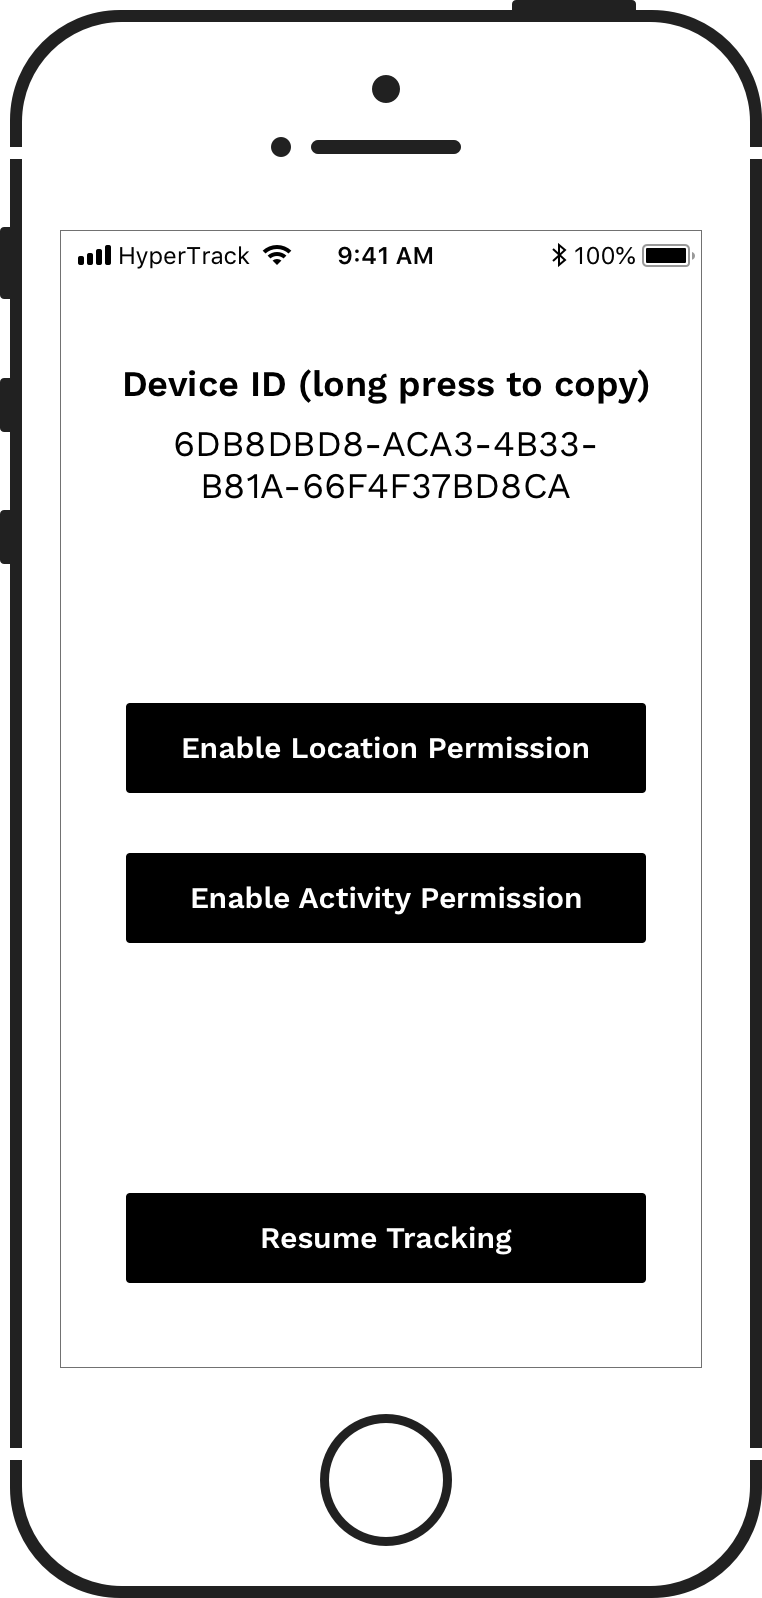 HyperTrack 9:41 AM 100%
Device ID (long press to copy)
6DB8DBD8-ACA3-4B33-
B81A-66F4F37BD8CA
Enable Location Permission
Enable Activity Permission
Resume Tracking